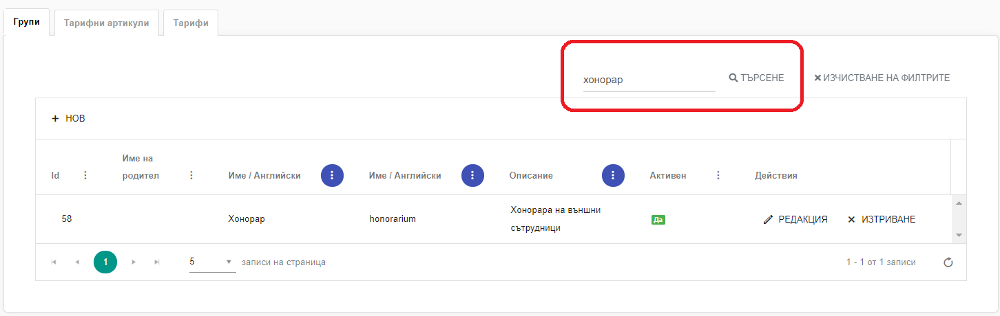 Групи
Тарифни артикули
Тарифи
хонорар
ТЪРСЕНЕ
ИЗЧИСТВАНЕ НА ФИЛТРИТЕ
+ НОВ
Id
Име на
родител
Име / Английски
Име / Английски
Описание
Активен
Действия
58
Хонорар
honorarium
Хонорара на външни
сътрудници
Да
РЕДАКЦИЯ
ИЗТРИВАНЕ
1
5
записи на страница
1 - 1 от 1 записи